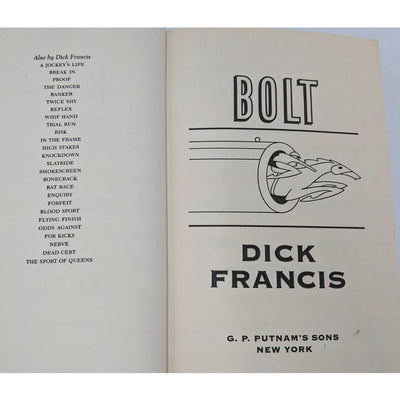 Also by Dick Francis
A JOCKEY'S LIFE
BREAK IN
PROOF
THE DANGER
BANKER
TWICE SHY
REFLEX
WHIP HAND
TRIAL RUN
RISK
IN THE FRAME
HIGH STAKES
KNOCKDOWN
SLAYRIDE
SMOKESCREEN
BONECRACK
RAT RACE
ENQUIRY
FORFEIT
BLOOD SPORT
FLYING FINISH
ODDS AGAINST
FOR KICKS
NERVE
DEAD CERT
THE SPORT OF QUEENS
BOLT
DICK
FRANCIS
G. P. PUTNAM'S SONS
NEW YORK